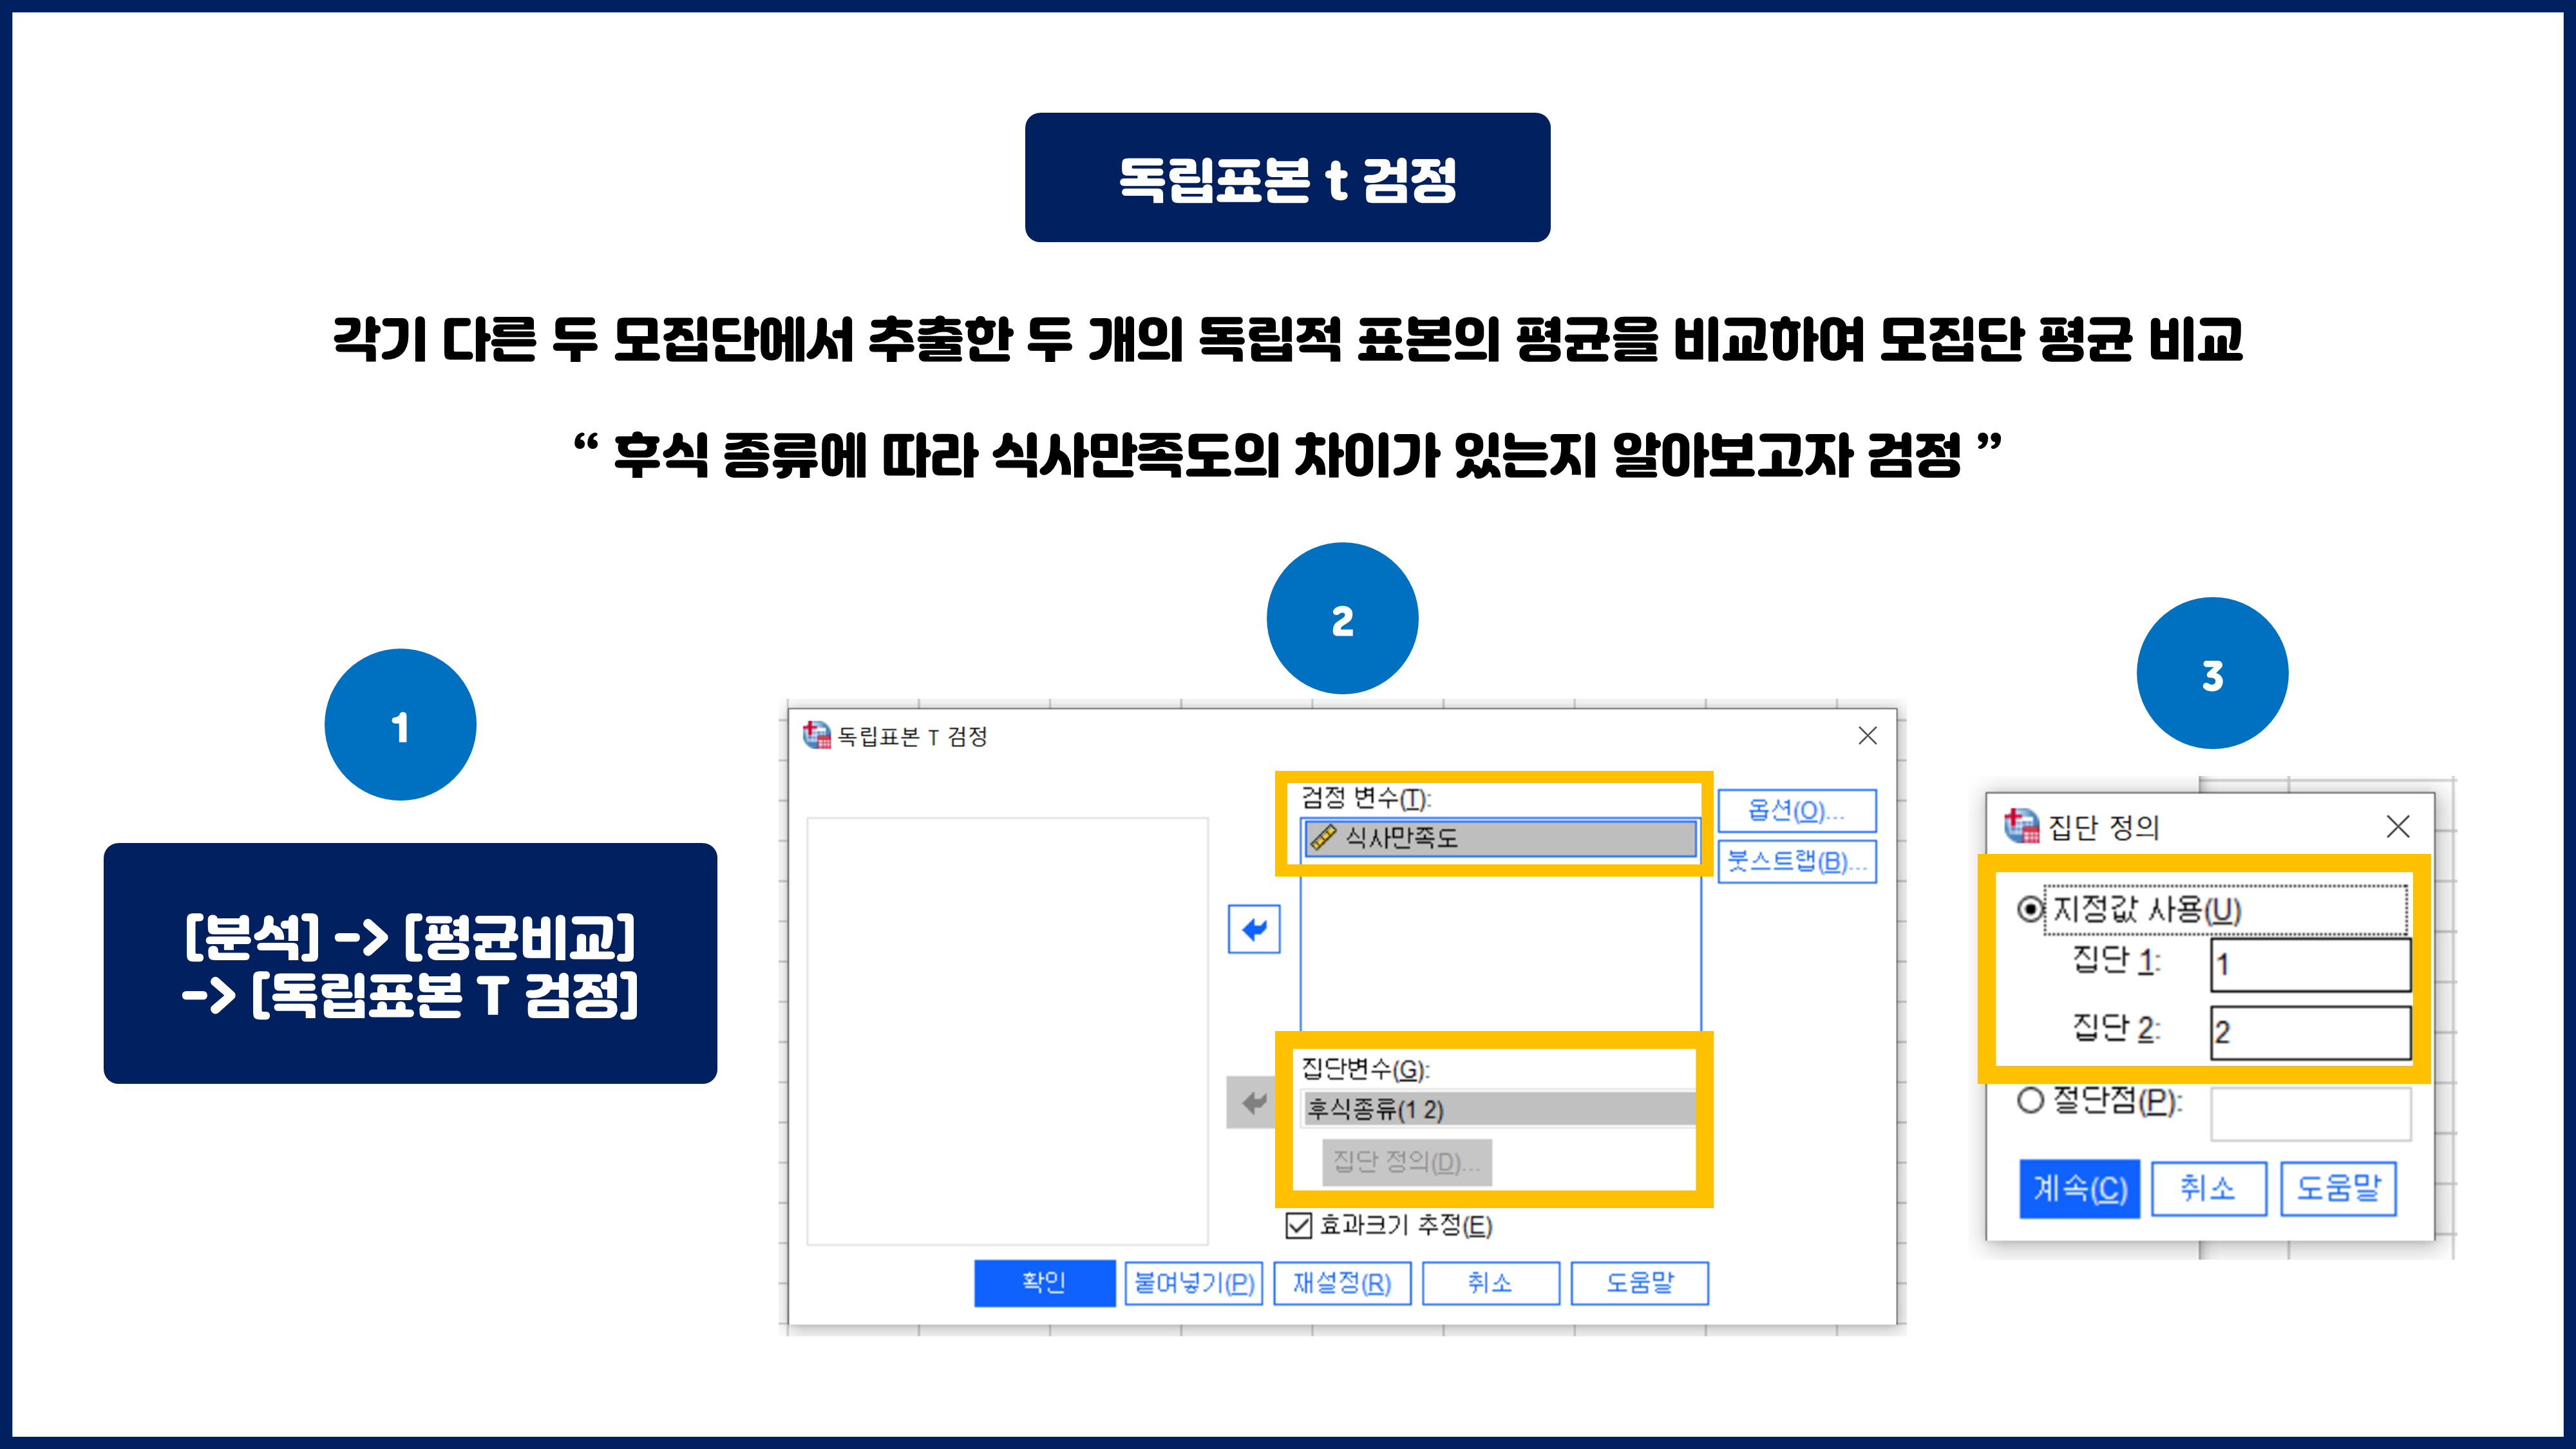 독립표본 t 검정
각기 다른 두 모집단에서 추출한 두 개의 독립적 표본의 평균을 비교하여 모집단 평균 비교
“ 후식 종류에 따라 식사만족도의 차이가 있는지 알아보고자 검정 ”
1
[분석] -> [평균비교]
-> [독립표본 T 검정]
2
독립표본 T 검정
검정 변수(T):
식사만족도
옵션(O)...
붓스트랩(B)...
집단변수(G):
후식종류(1 2)
집단 정의(D)...
효과크기 추정(E)
확인
붙여넣기(P)
재설정(R)
취소
도움말
3
집단 정의
지정값 사용(U)
집단 1: 1
집단 2: 2
절단점(P):
계속(C)
취소
도움말